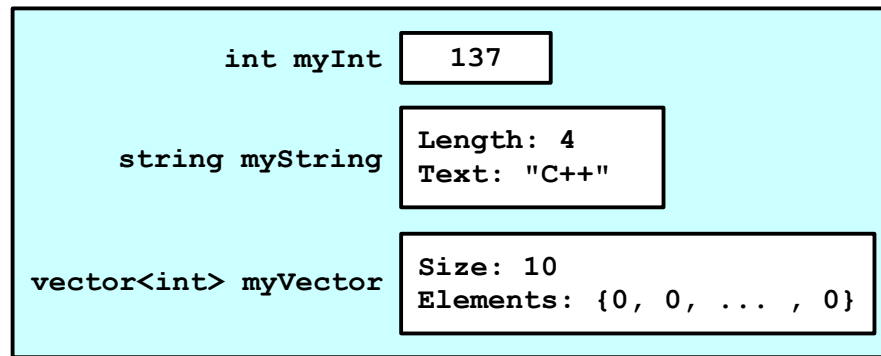 int myInt 137
string myString
Length: 4
Text: "C++"
vector<int> myVector
Size: 10
Elements: {0, 0, ... , 0}